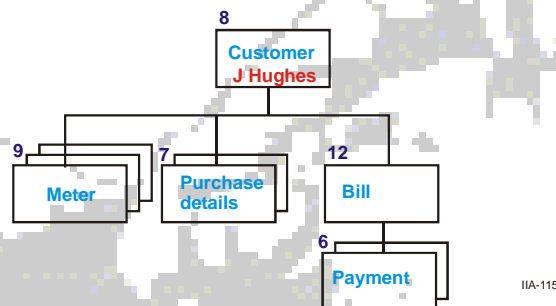 8
Customer
J Hughes
9
Meter
7
Purchase
details
12
Bill
6
Payment
IIA-115